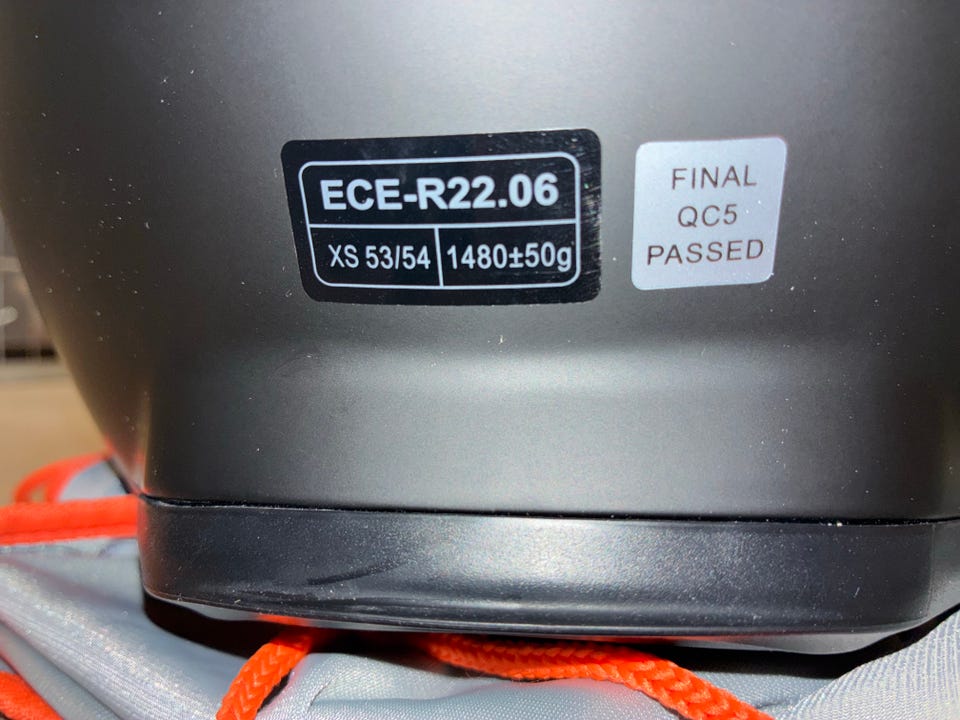 ECE-R22.06
XS 53/54 1480±50g
FINAL
QC5
PASSED